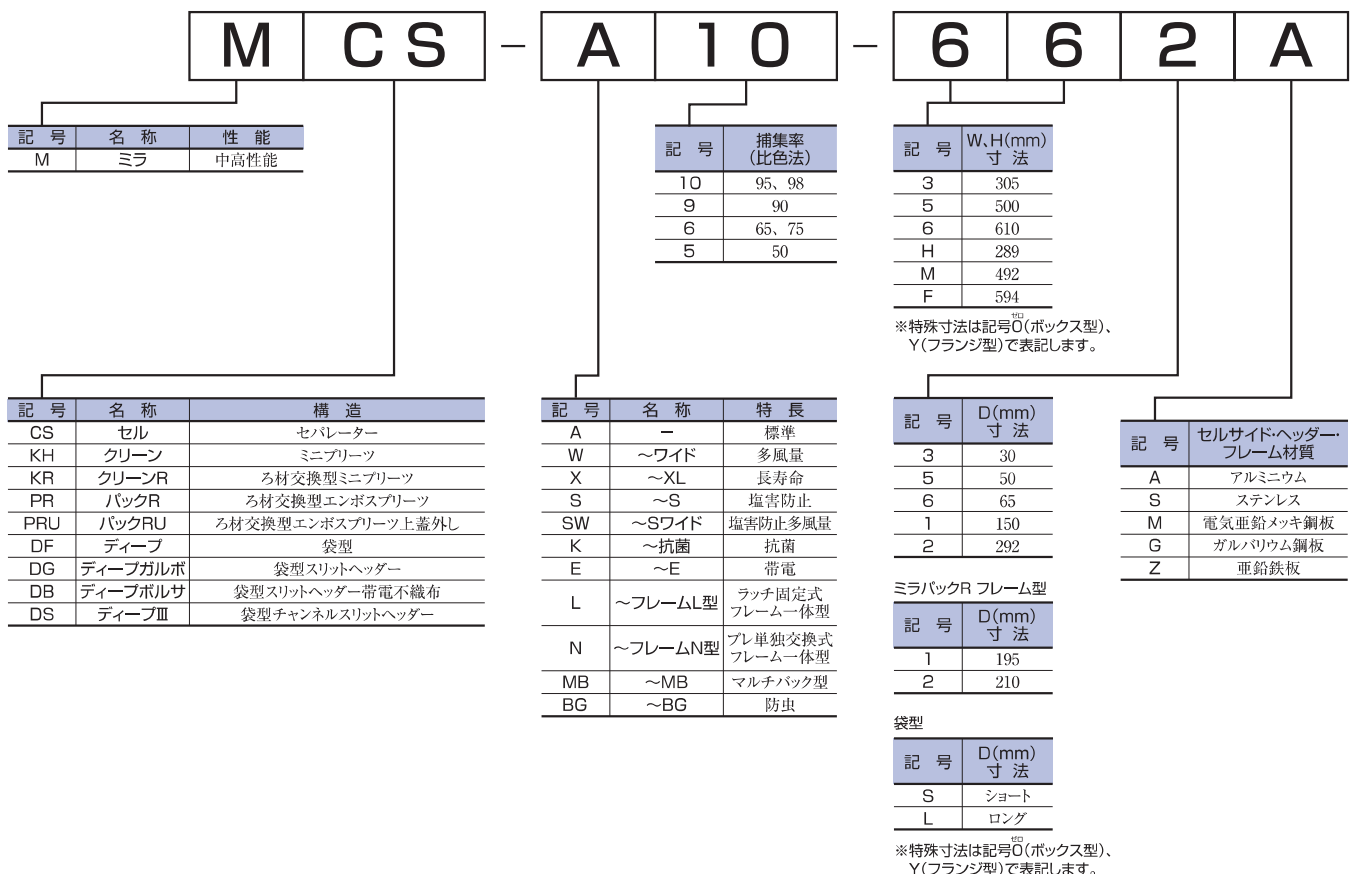 MCS-A10-662A
記号 名称 性能
M ミラ 中高性能
記号 捕集率(比色法)
10 95、98
9 90
6 65、75
5 50
記号 W、H(mm)寸法
3 305
5 500
6 610
H 289
M 492
F 594
※特殊寸法は記号0(ボックス型)、
ゼロ
Y(フランジ型)で表記します。
記号 名称 構造
CS セル セパレーター
KH クリーン ミニプリーツ
KR クリーンR ろ材交換型ミニプリーツ
PR パックR ろ材交換型エンボスプリーツ
PRU パックRU ろ材交換型エンボスプリーツ上蓋外し
DF ディープ 袋型
DG ディープガルボ 袋型スリットヘッダー
DB ディープボルサ 袋型スリットヘッダー帯電不織布
DS ディープⅢ 袋型チャンネルスリットヘッダー
記号 名称 特長
A ー 標準
W ～ワイド 多風量
X ～XL 長寿命
S ～S 塩害防止
SW ～Sワイド 塩害防止多風量
K ～抗菌 抗菌
E ～E 帯電
L ～フレームL型 ラッチ固定式フレーム一体型
N ～フレームN型 プレ単独交換式フレーム一体型
MB ～MB マルチパック型
BG ～BG 防虫
記号 D(mm)寸法
3 30
5 50
6 65
1 150
2 292
ミラパックR フレーム型
記号 D(mm)寸法
1 195
2 210
袋型
記号 D(mm)寸法
S ショート
L ロング
※特殊寸法は記号0(ボックス型)、
ゼロ
Y(フランジ型)で表記します。
記号 セルサイド・ヘッダー・フレーム材質
A アルミニウム
S ステンレス
M 電気亜鉛メッキ鋼板
G ガルバリウム鋼板
Z 亜鉛鉄板